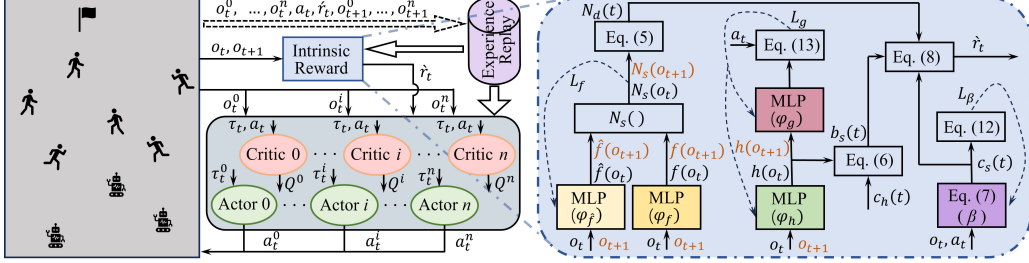 o_t^0, …, o_t^n, a_t, r̀_t, o_{t+1}^0, …, o_{t+1}^n
o_t, o_{t+1}
Intrinsic
Reward
Experience
Replay
r̀_t
o_t^0 o_t^i o_t^n
τ_t, a_t τ_t, a_t τ_t, a_t
Critic 0 ··· Critic i ··· Critic n
τ_t^0 Q^0 τ_t^i Q^i τ_t^n Q^n
Actor 0 ··· Actor i ··· Actor n
a_t^0 a_t^i a_t^n
N_d(t)
Eq. (5)
L_f
N_s(o_{t+1})
N_s(o_t)
N_s( )
f̂(o_{t+1}) f(o_{t+1})
f̂(o_t) f(o_t)
MLP
(φ_f̂)
MLP
(φ_f)
o_t o_{t+1} o_t o_{t+1}
L_g
a_t
Eq. (13)
MLP
(φ_g)
h(o_{t+1})
h(o_t)
MLP
(φ_h)
o_t o_{t+1}
Eq. (8)
r̀_t
b_s(t)
Eq. (6)
c_h(t)
L_β
Eq. (12)
c_s(t)
Eq. (7)
(β)
o_t, a_t